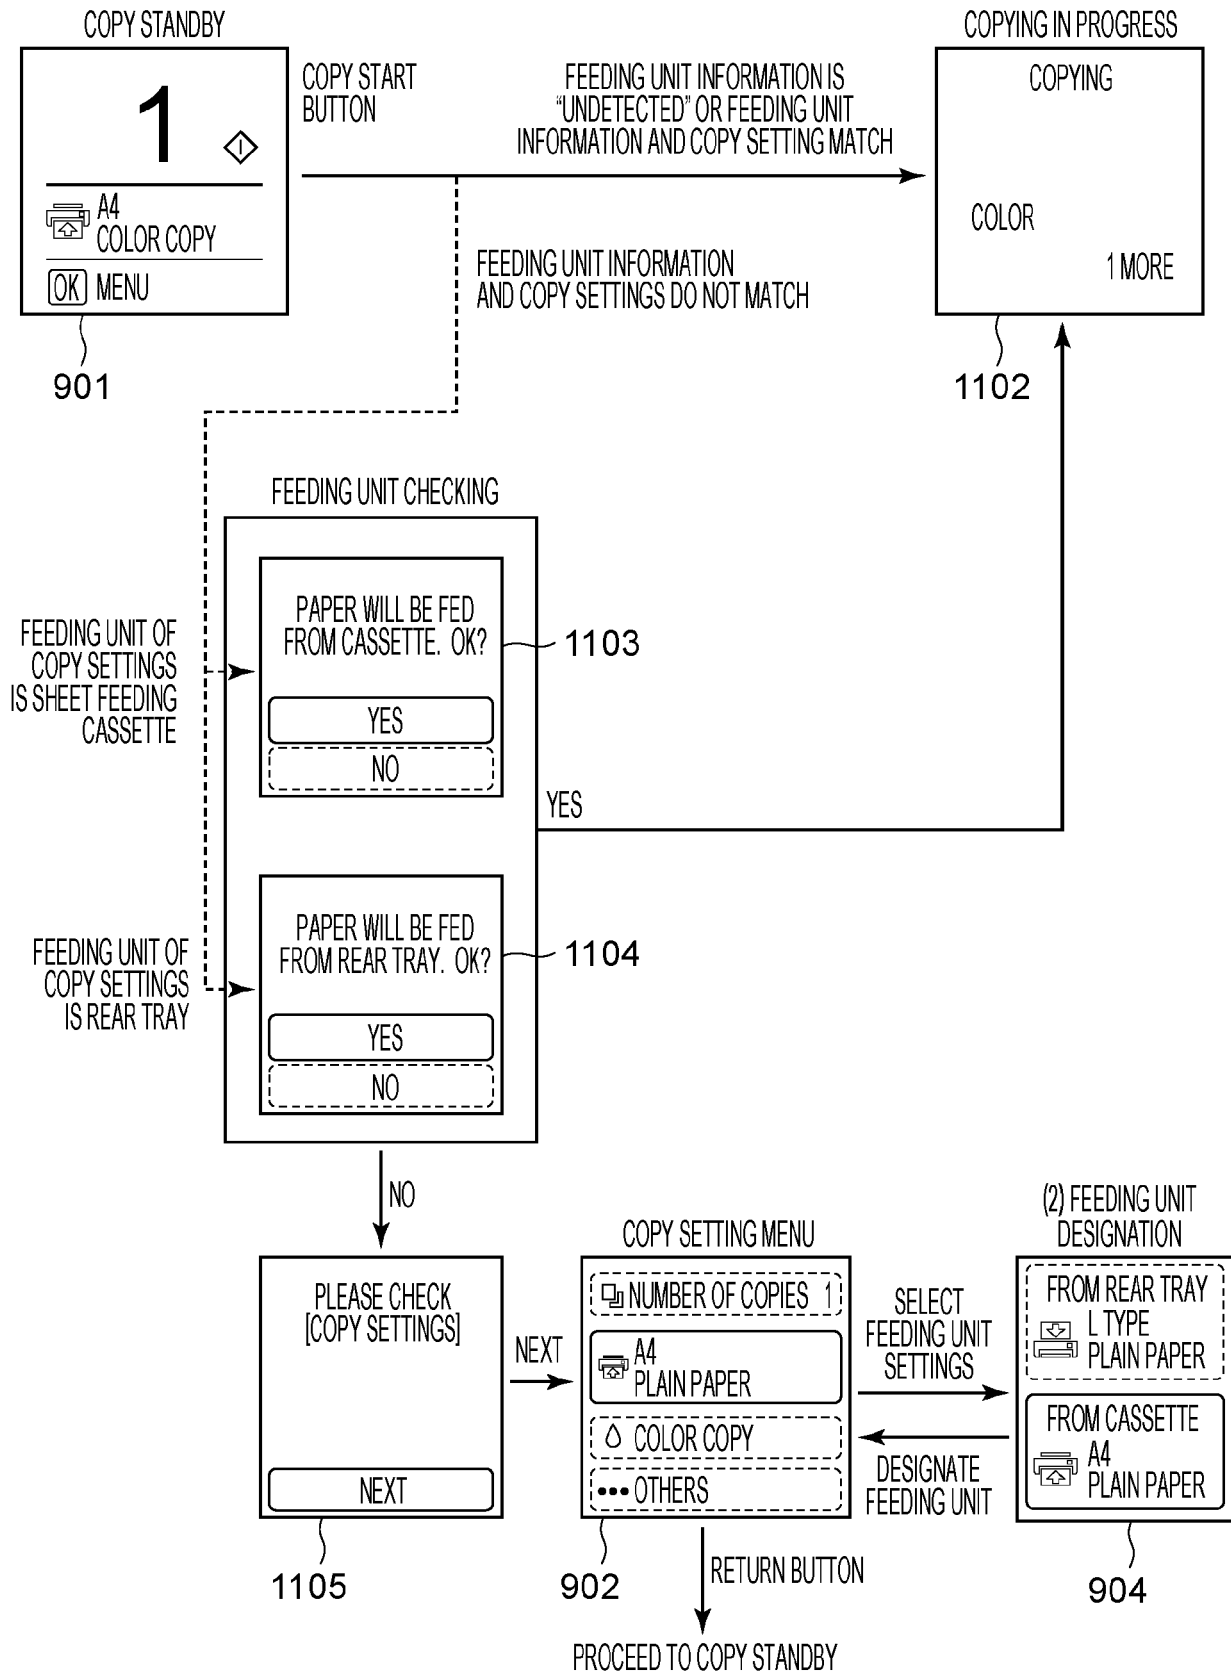 COPY STANDBY
1
A4
COLOR COPY
OK MENU
901
COPY START
BUTTON
FEEDING UNIT INFORMATION IS
“UNDETECTED” OR FEEDING UNIT
INFORMATION AND COPY SETTING MATCH
FEEDING UNIT INFORMATION
AND COPY SETTINGS DO NOT MATCH
COPYING IN PROGRESS
COPYING
COLOR
1 MORE
1102
FEEDING UNIT CHECKING
FEEDING UNIT OF
COPY SETTINGS
IS SHEET FEEDING
CASSETTE
PAPER WILL BE FED
FROM CASSETTE. OK?
YES
NO
1103
YES
FEEDING UNIT OF
COPY SETTINGS
IS REAR TRAY
PAPER WILL BE FED
FROM REAR TRAY. OK?
YES
NO
1104
NO
PLEASE CHECK
[COPY SETTINGS]
NEXT
1105
NEXT
COPY SETTING MENU
NUMBER OF COPIES 1
A4
PLAIN PAPER
COLOR COPY
OTHERS
902
SELECT
FEEDING UNIT
SETTINGS
DESIGNATE
FEEDING UNIT
(2) FEEDING UNIT
DESIGNATION
FROM REAR TRAY
L TYPE
PLAIN PAPER
FROM CASSETTE
A4
PLAIN PAPER
904
RETURN BUTTON
PROCEED TO COPY STANDBY